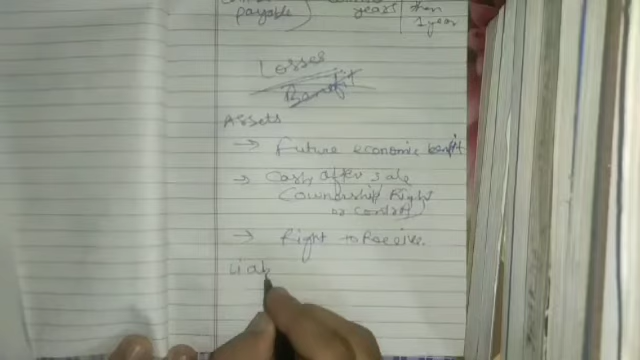 payable years then
1 year
Losses
Benefit
Assets
→ Future economic benefit
→ Cash after sale
(ownership Right
or control)
→ Right to Receive.
Liab